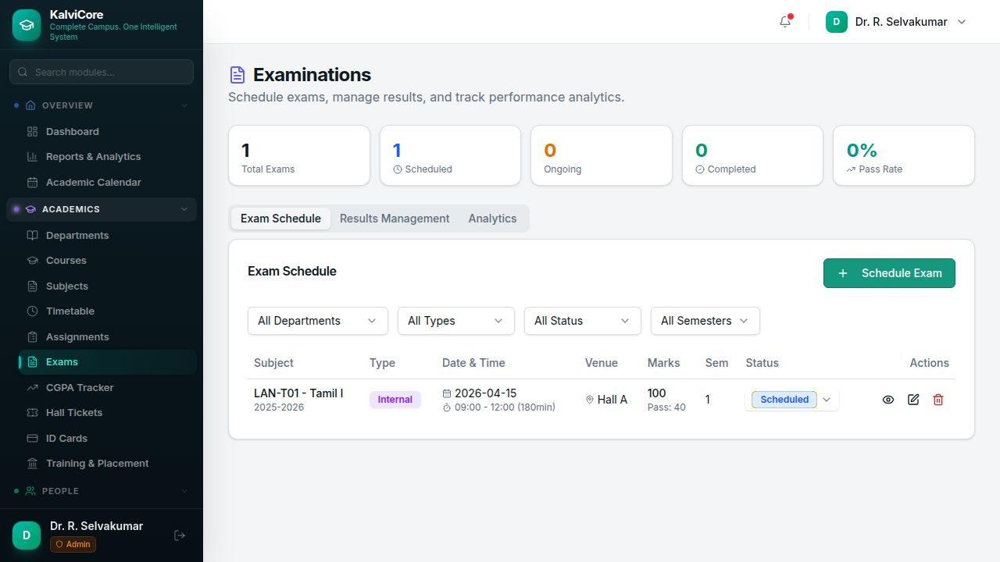 KalviCore
Complete Campus. One Intelligent
System
Search modules...
OVERVIEW
Dashboard
Reports & Analytics
Academic Calendar
ACADEMICS
Departments
Courses
Subjects
Timetable
Assignments
Exams
CGPA Tracker
Hall Tickets
ID Cards
Training & Placement
PEOPLE
D
Dr. R. Selvakumar
Admin
D
Dr. R. Selvakumar
Examinations
Schedule exams, manage results, and track performance analytics.
1
Total Exams
1
Scheduled
0
Ongoing
0
Completed
0%
Pass Rate
Exam Schedule
Results Management
Analytics
Exam Schedule
Schedule Exam
All Departments
All Types
All Status
All Semesters
Subject
Type
Date & Time
Venue
Marks
Sem
Status
Actions
LAN-T01 - Tamil I
2025-2026
Internal
2026-04-15
09:00 - 12:00 (180min)
Hall A
100
Pass: 40
1
Scheduled